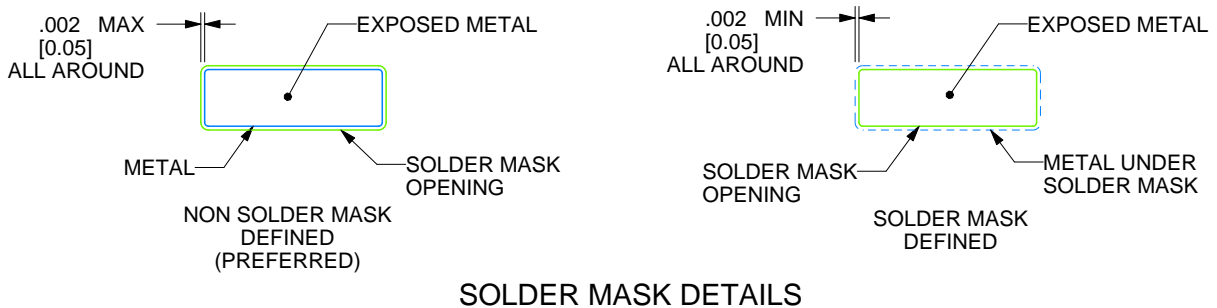 .002 MAX
[0.05]
ALL AROUND
EXPOSED METAL
METAL
SOLDER MASK
OPENING
NON SOLDER MASK
DEFINED
(PREFERRED)
.002 MIN
[0.05]
ALL AROUND
EXPOSED METAL
SOLDER MASK
OPENING
METAL UNDER
SOLDER MASK
SOLDER MASK
DEFINED
SOLDER MASK DETAILS